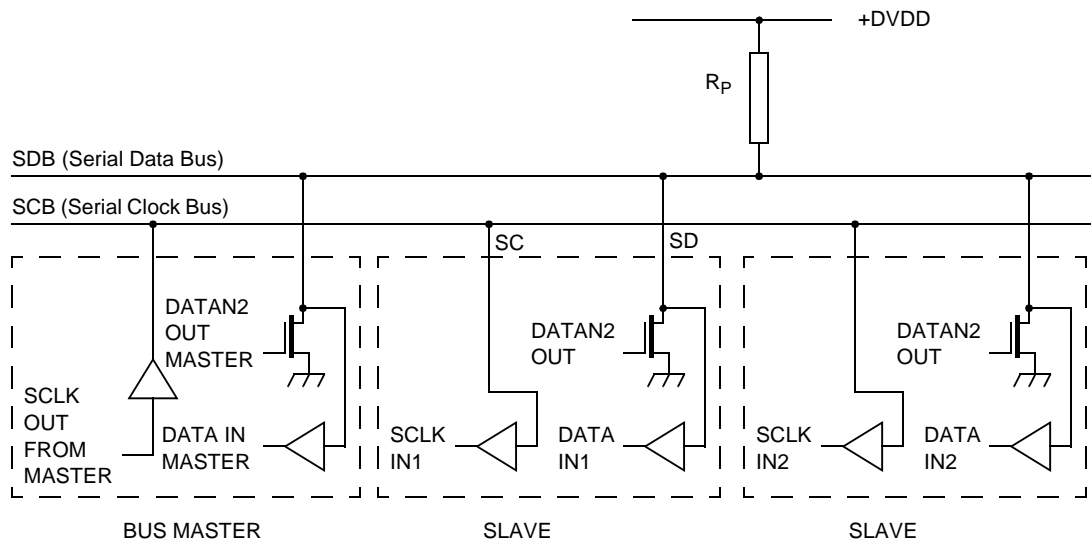 +DVDD
RP
SDB (Serial Data Bus)
SCB (Serial Clock Bus)
SC
SD
DATAN2
OUT
MASTER
SCLK
OUT
FROM
MASTER
DATA IN
MASTER
DATAN2
OUT
SCLK
IN1
DATA
IN1
DATAN2
OUT
SCLK
IN2
DATA
IN2
BUS MASTER
SLAVE
SLAVE